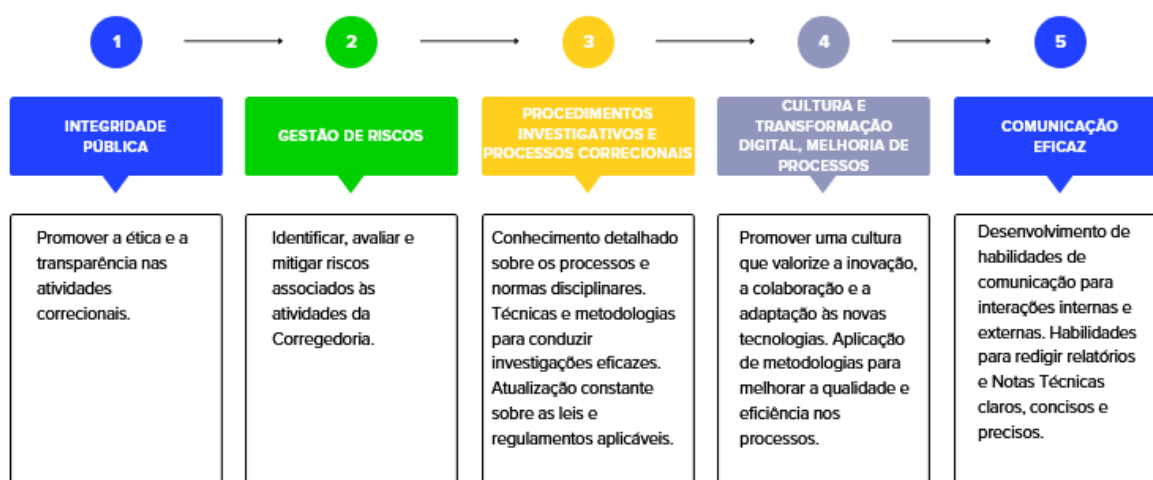 1
2
3
4
5
INTEGRIDADE
PÚBLICA
GESTÃO DE RISCOS
PROCEDIMENTOS
INVESTIGATIVOS E
PROCESSOS CORRECIONAIS
CULTURA E
TRANSFORMAÇÃO
DIGITAL, MELHORIA DE
PROCESSOS
COMUNICAÇÃO
EFICAZ
Promover a ética e a
transparência nas
atividades
correcionais.
Identificar, avaliar e
mitigar riscos
associados às
atividades da
Corregedoria.
Conhecimento detalhado
sobre os processos e
normas disciplinares.
Técnicas e metodologias
para conduzir
investigações eficazes.
Atualização constante
sobre as leis e
regulamentos aplicáveis.
Promover uma cultura
que valorize a inovação,
a colaboração e a
adaptação às novas
tecnologias. Aplicação
de metodologias para
melhorar a qualidade e
eficiência nos
processos.
Desenvolvimento de
habilidades de
comunicação para
interações internas e
externas. Habilidades
para redigir relatórios
e Notas Técnicas
claros, concisos e
precisos.